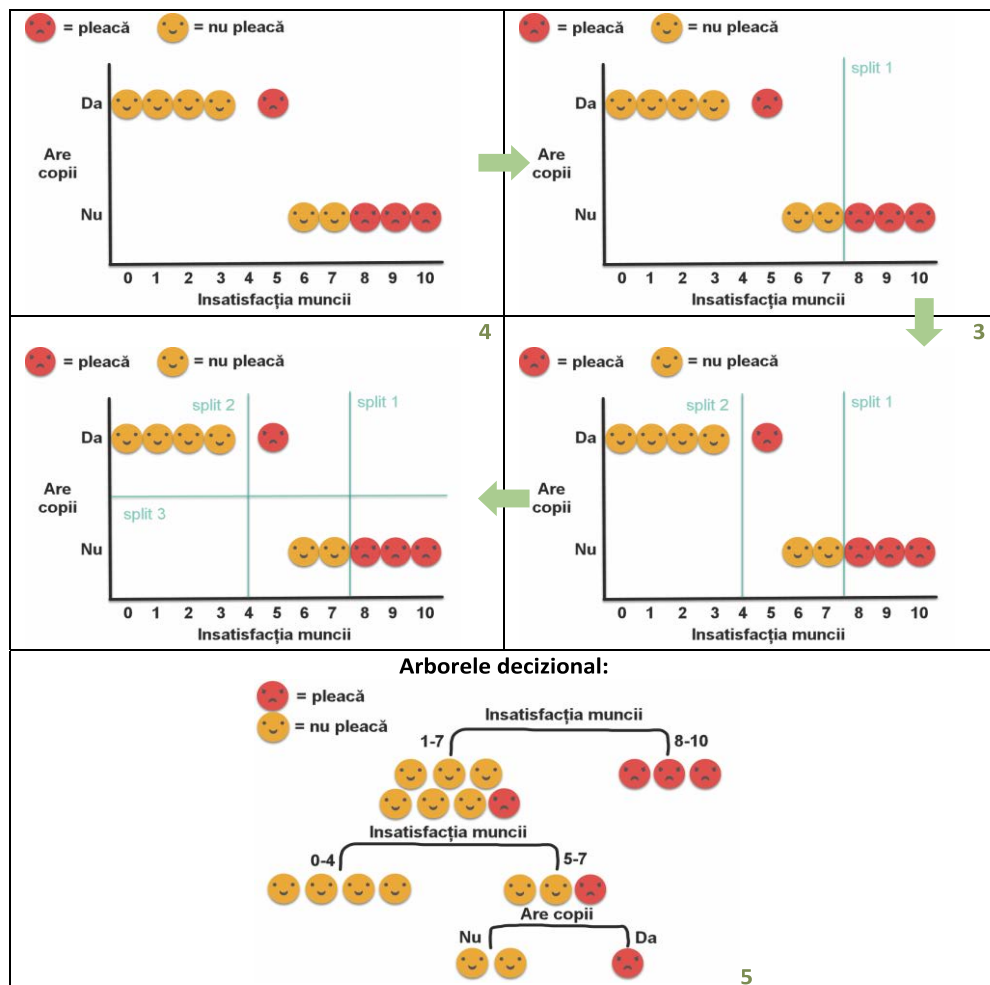 = pleacă = nu pleacă
Da
Are
copii
Nu
0 1 2 3 4 5 6 7 8 9 10
Insatisfacția muncii
= pleacă = nu pleacă
split 1
Da
Are
copii
Nu
0 1 2 3 4 5 6 7 8 9 10
Insatisfacția muncii
4
= pleacă = nu pleacă
split 2
split 1
Da
Are
copii
split 3
Nu
0 1 2 3 4 5 6 7 8 9 10
Insatisfacția muncii
3
= pleacă = nu pleacă
split 2
split 1
Da
Are
copii
Nu
0 1 2 3 4 5 6 7 8 9 10
Insatisfacția muncii
Arborele decizional:
= pleacă
= nu pleacă
Insatisfacția muncii
1-7
8-10
Insatisfacția muncii
0-4
5-7
Are copii
Nu
Da
5